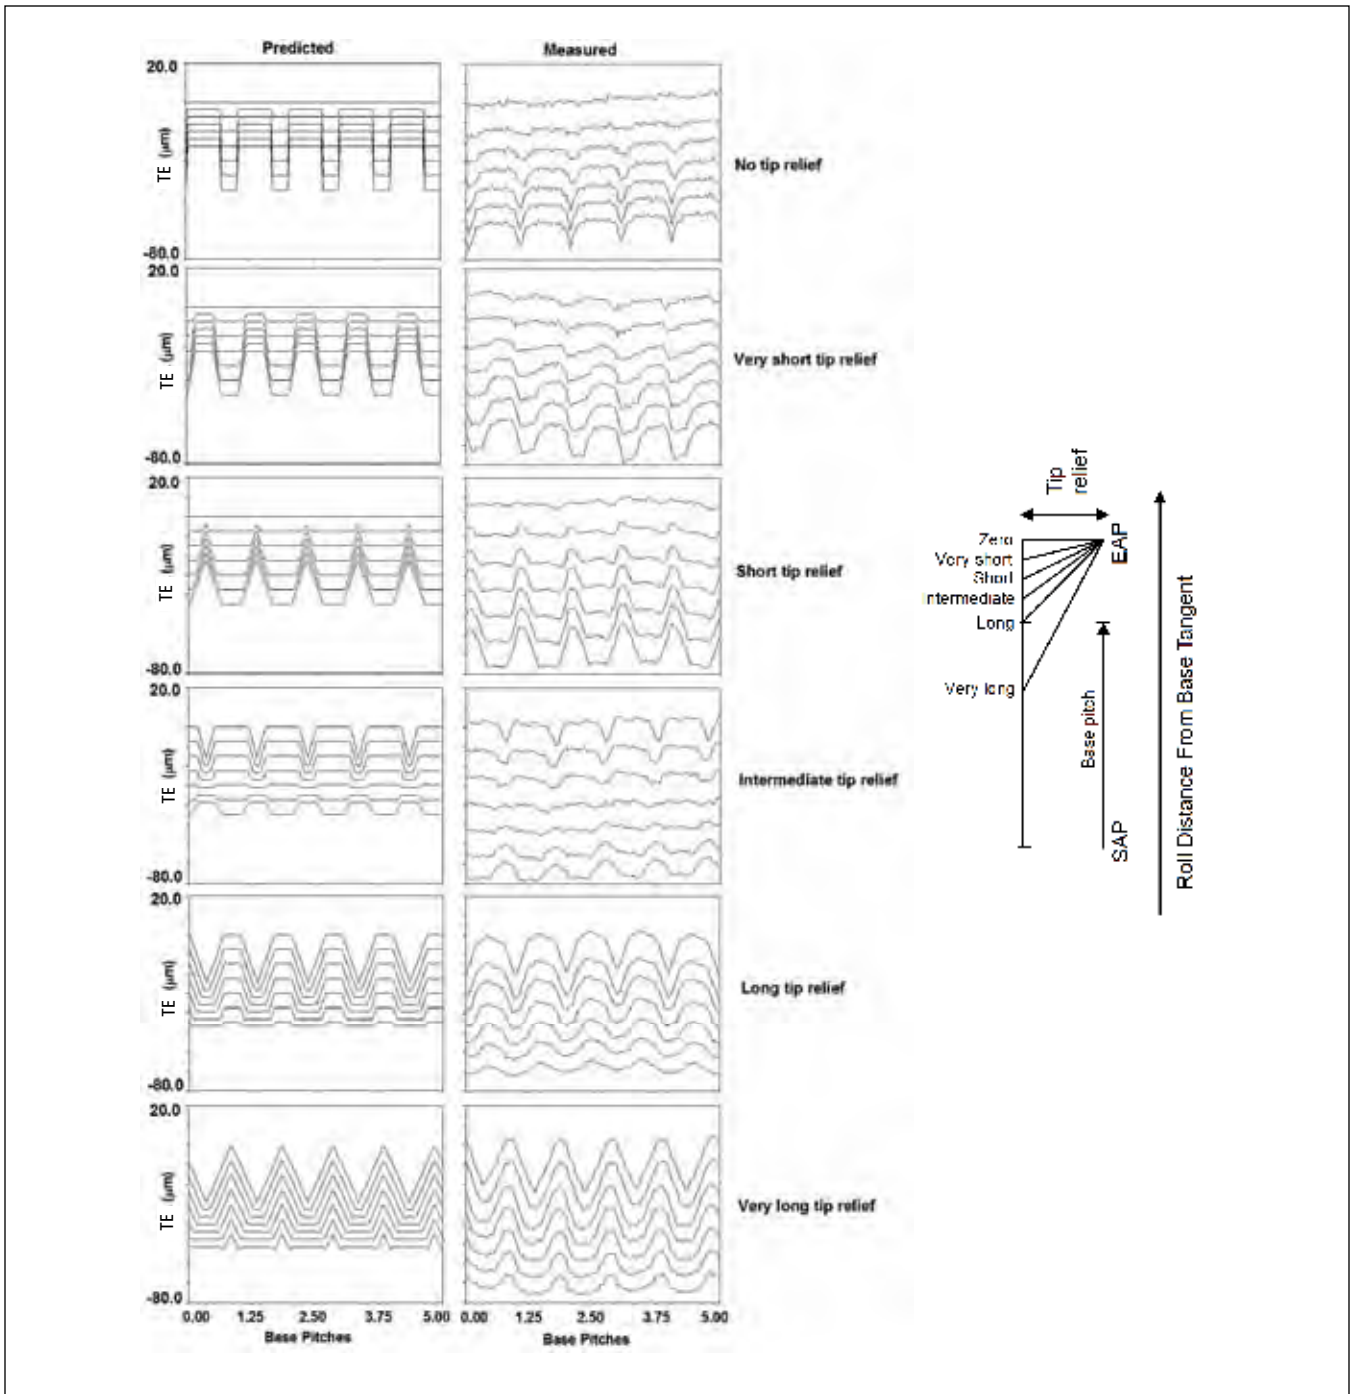 Predicted
Measured
20.0
TE (μm)
-80.0
No tip relief
20.0
TE (μm)
-80.0
Very short tip relief
20.0
TE (μm)
-80.0
Short tip relief
20.0
TE (μm)
-80.0
Intermediate tip relief
20.0
TE (μm)
-80.0
Long tip relief
20.0
TE (μm)
-80.0
Very long tip relief
0.00 1.25 2.50 3.75 5.00
Base Pitches
0.00 1.25 2.50 3.75 5.00
Base Pitches
Tip
relief
Zero
Very short
Short
Intermediate
Long
Very long
EAP
Base pitch
SAP
Roll Distance From Base Tangent